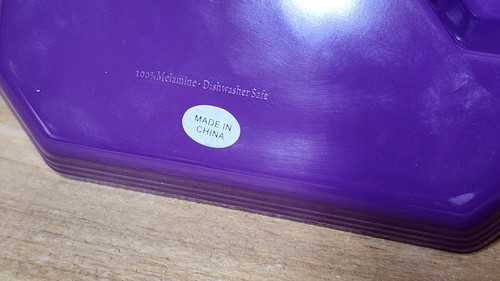 100%Melamine · Dishwasher Safe
MADE IN
CHINA